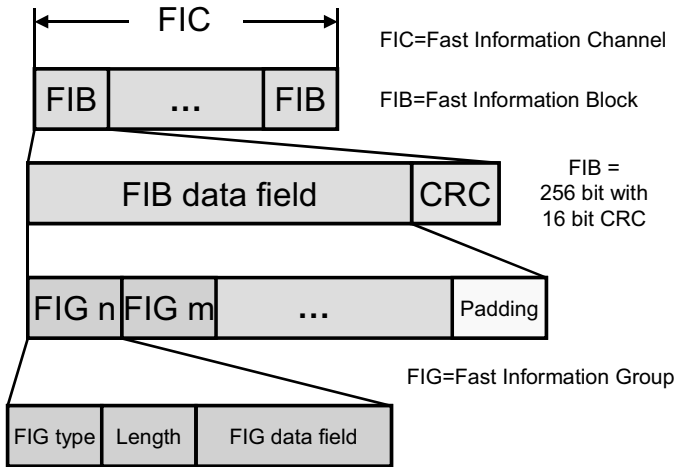 FIC
FIC=Fast Information Channel
FIB ... FIB
FIB=Fast Information Block
FIB data field CRC
FIB =
256 bit with
16 bit CRC
FIG n FIG m ... Padding
FIG=Fast Information Group
FIG type Length FIG data field